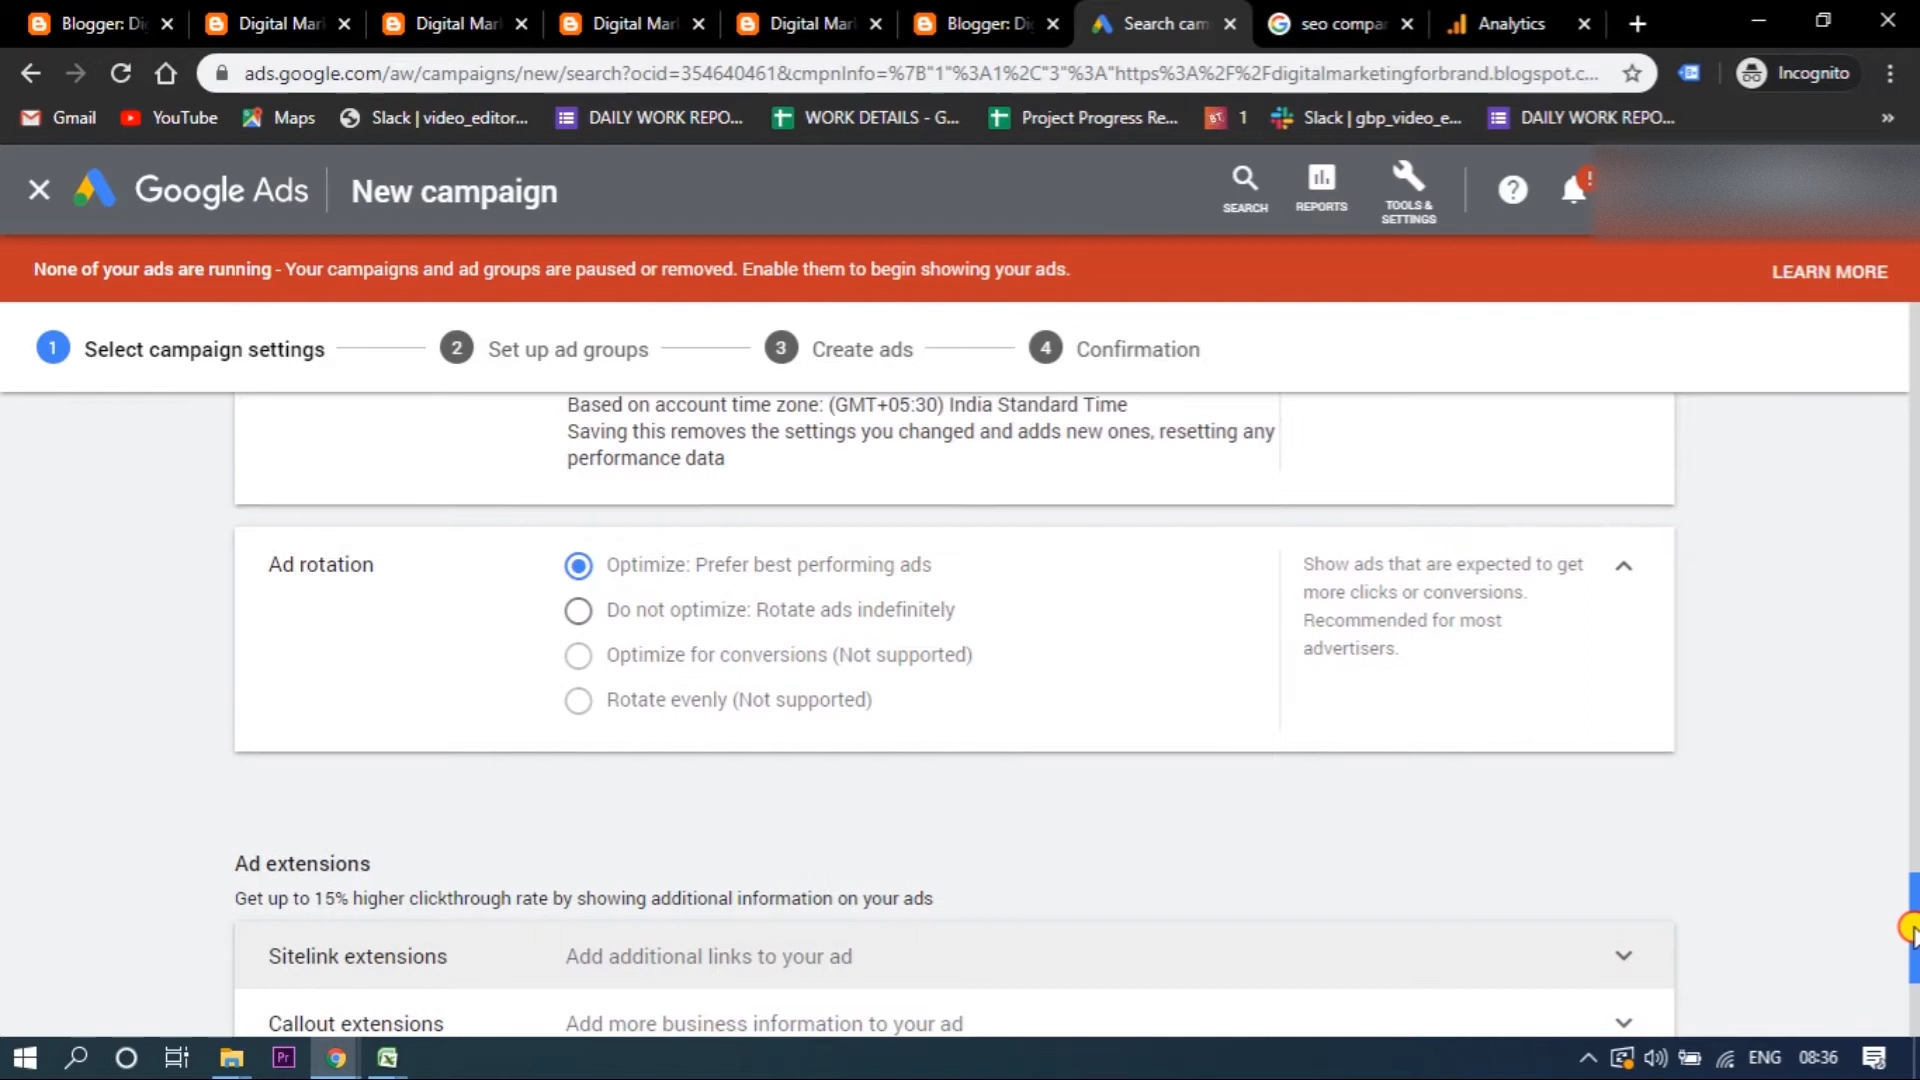 Blogger: Di
Digital Mar
Digital Mar
Digital Mar
Digital Mar
Blogger: Di
Search cam
seo compa
Analytics
ads.google.com/aw/campaigns/new/search?ocid=354640461&cmpnInfo=%7B"1"%3A1%2C"3"%3A"https%3A%2F%2Fdigitalmarketingforbrand.blogspot.c...
Incognito
Gmail
YouTube
Maps
Slack | video_editor...
DAILY WORK REPO...
WORK DETAILS - G...
Project Progress Re...
1
Slack | gbp_video_e...
DAILY WORK REPO...
»
Google Ads
New campaign
SEARCH
REPORTS
TOOLS &
SETTINGS
?
!
None of your ads are running - Your campaigns and ad groups are paused or removed. Enable them to begin showing your ads.
LEARN MORE
1 Select campaign settings
2 Set up ad groups
3 Create ads
4 Confirmation
Based on account time zone: (GMT+05:30) India Standard Time
Saving this removes the settings you changed and adds new ones, resetting any
performance data
Ad rotation
Optimize: Prefer best performing ads
Do not optimize: Rotate ads indefinitely
Optimize for conversions (Not supported)
Rotate evenly (Not supported)
Show ads that are expected to get
more clicks or conversions.
Recommended for most
advertisers.
Ad extensions
Get up to 15% higher clickthrough rate by showing additional information on your ads
Sitelink extensions
Add additional links to your ad
Callout extensions
Add more business information to your ad
Pr
ENG
08:36